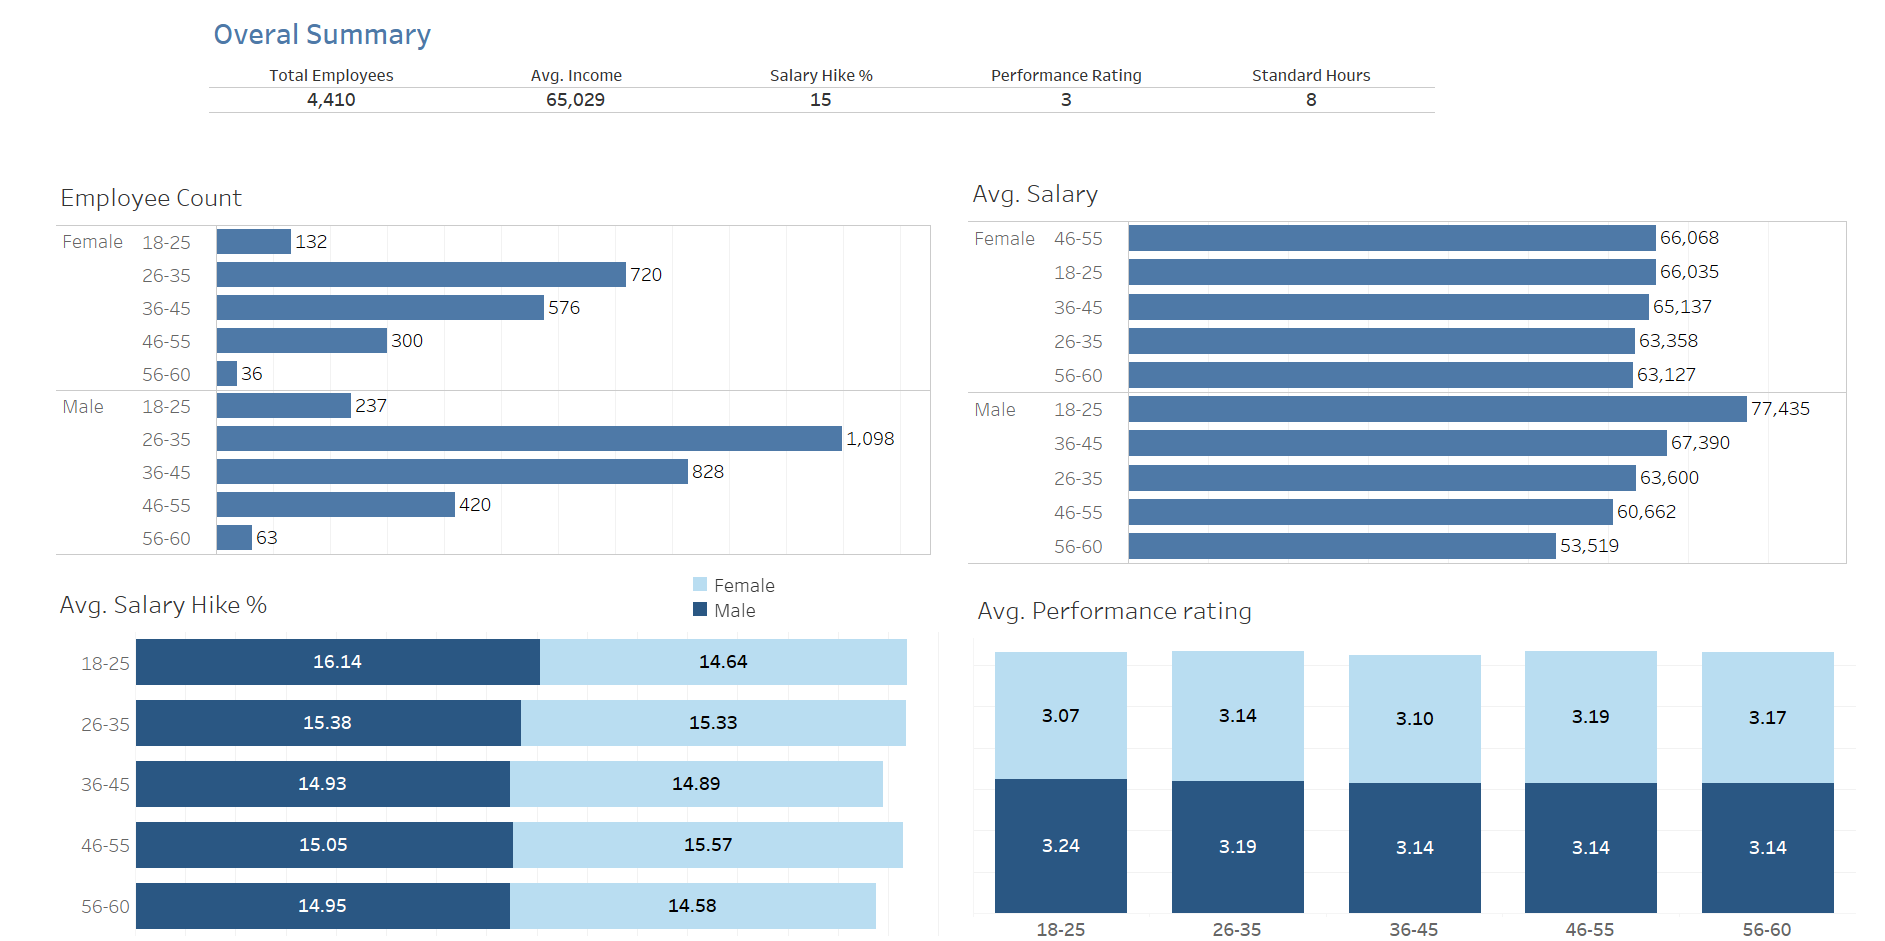 Overal Summary
Total Employees Avg. Income Salary Hike % Performance Rating Standard Hours
4,410 65,029 15 3 8
Employee Count
Female 18-25 132
26-35 720
36-45 576
46-55 300
56-60 36
Male 18-25 237
26-35 1,098
36-45 828
46-55 420
56-60 63
Avg. Salary
Female 46-55 66,068
18-25 66,035
36-45 65,137
26-35 63,358
56-60 63,127
Male 18-25 77,435
36-45 67,390
26-35 63,600
46-55 60,662
56-60 53,519
Avg. Salary Hike %
Female
Male
18-25 16.14 14.64
26-35 15.38 15.33
36-45 14.93 14.89
46-55 15.05 15.57
56-60 14.95 14.58
Avg. Performance rating
3.07 3.14 3.10 3.19 3.17
3.24 3.19 3.14 3.14 3.14
18-25 26-35 36-45 46-55 56-60